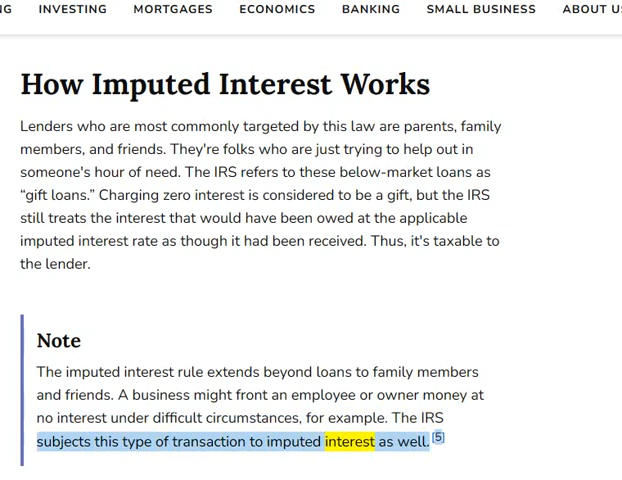 NG INVESTING MORTGAGES ECONOMICS BANKING SMALL BUSINESS ABOUT US
How Imputed Interest Works
Lenders who are most commonly targeted by this law are parents, family
members, and friends. They're folks who are just trying to help out in
someone's hour of need. The IRS refers to these below-market loans as
“gift loans.” Charging zero interest is considered to be a gift, but the IRS
still treats the interest that would have been owed at the applicable
imputed interest rate as though it had been received. Thus, it's taxable to
the lender.
Note
The imputed interest rule extends beyond loans to family members
and friends. A business might front an employee or owner money at
no interest under difficult circumstances, for example. The IRS
subjects this type of transaction to imputed interest as well. [5]